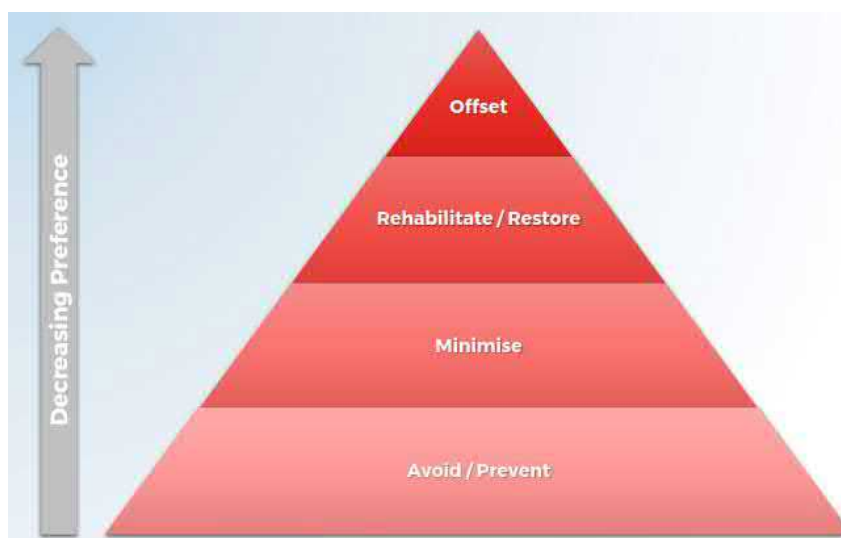 Decreasing Preference
Offset
Rehabilitate / Restore
Minimise
Avoid / Prevent